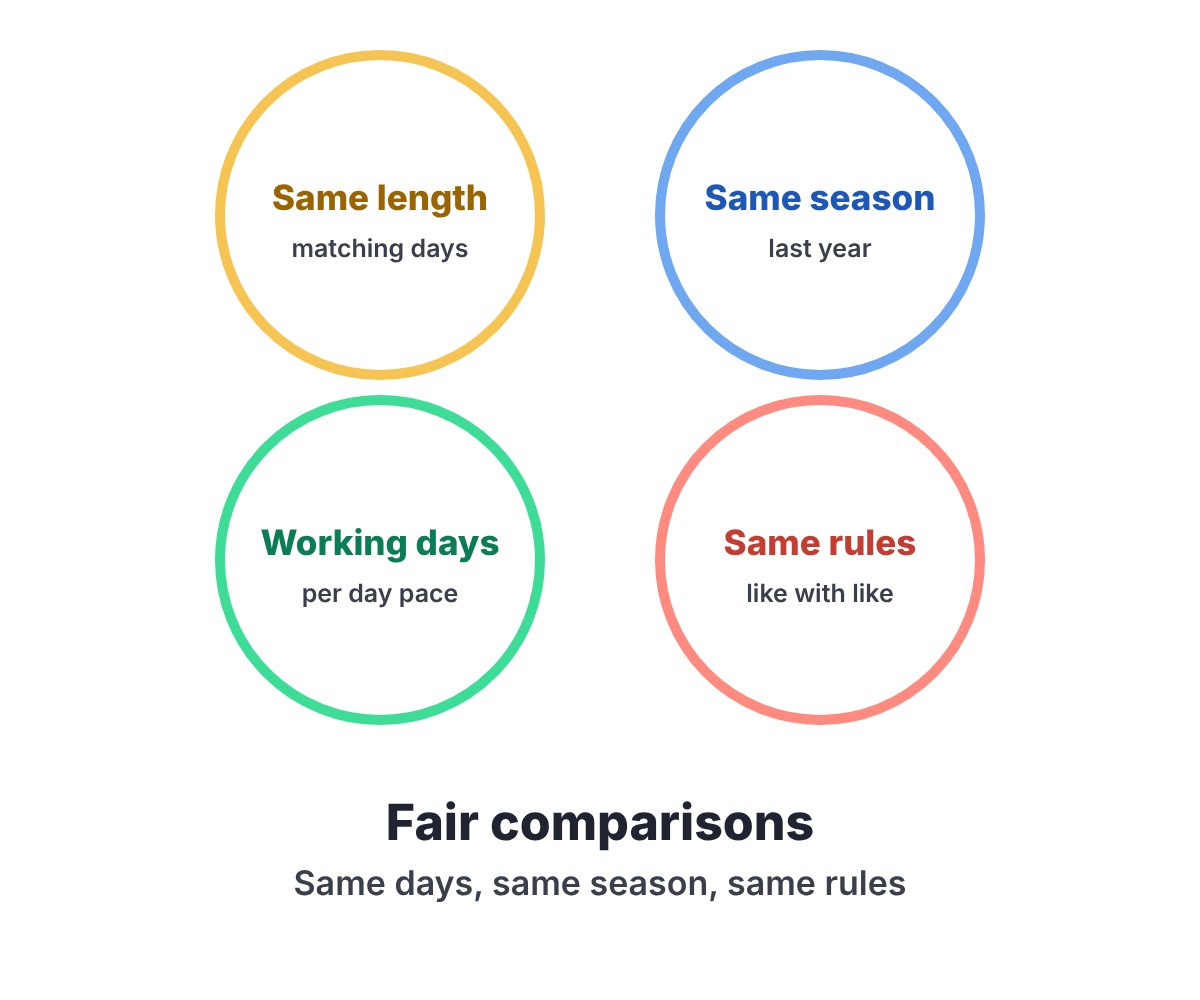 Same length
matching days
Same season
last year
Working days
per day pace
Same rules
like with like
Fair comparisons
Same days, same season, same rules